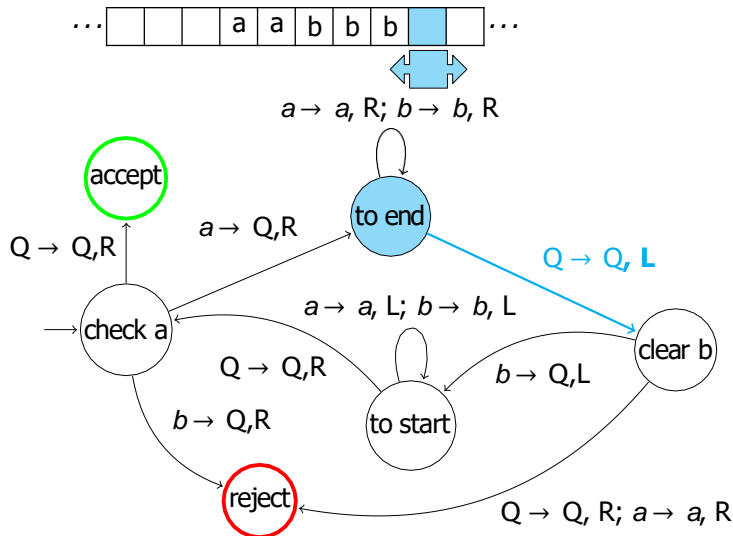 ··· a a b b b ···
a → a, R; b → b, R
accept
to end
a → Q,R
Q → Q,R
Q → Q, L
a → a, L; b → b, L
check a
clear b
Q → Q,R
b → Q,L
b → Q,R
to start
reject
Q → Q, R; a → a, R